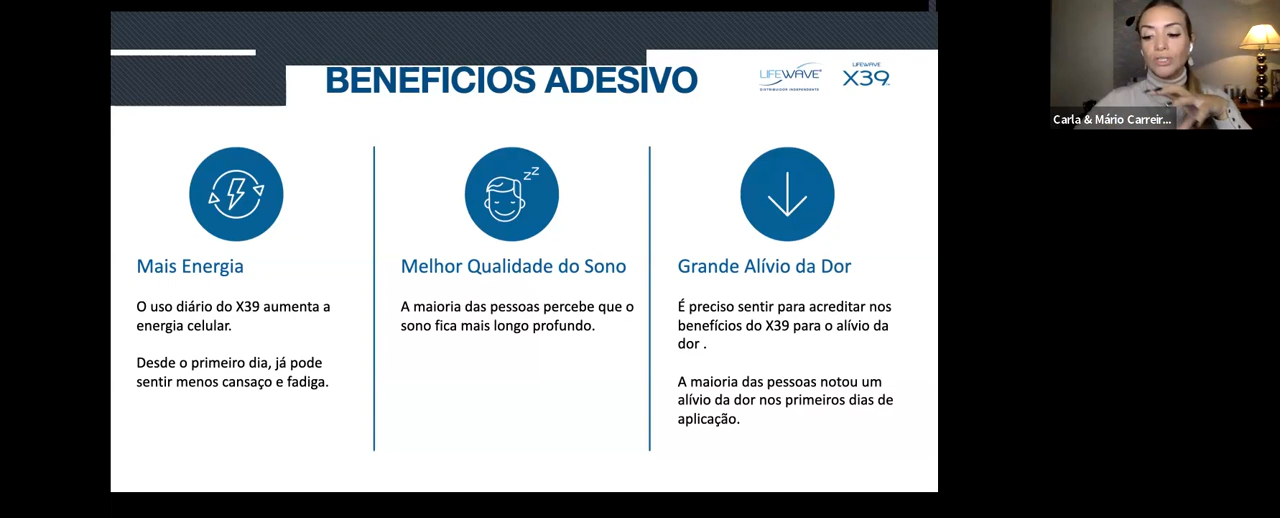 BENEFICIOS ADESIVO
LIFEWAVE
DISTRIBUIDOR INDEPENDENTE
LIFEWAVE
X39
Carla & Mário Carreir...
zz
Mais Energia
O uso diário do X39 aumenta a
energia celular.
Desde o primeiro dia, já pode
sentir menos cansaço e fadiga.
Melhor Qualidade do Sono
A maioria das pessoas percebe que o
sono fica mais longo profundo.
Grande Alívio da Dor
É preciso sentir para acreditar nos
benefícios do X39 para o alívio da
dor .
A maioria das pessoas notou um
alívio da dor nos primeiros dias de
aplicação.